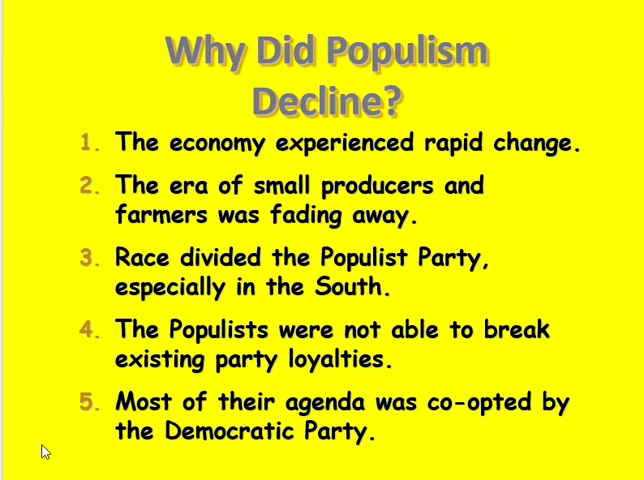 Why Did Populism
Decline?
1. The economy experienced rapid change.
2. The era of small producers and
farmers was fading away.
3. Race divided the Populist Party,
especially in the South.
4. The Populists were not able to break
existing party loyalties.
5. Most of their agenda was co-opted by
the Democratic Party.